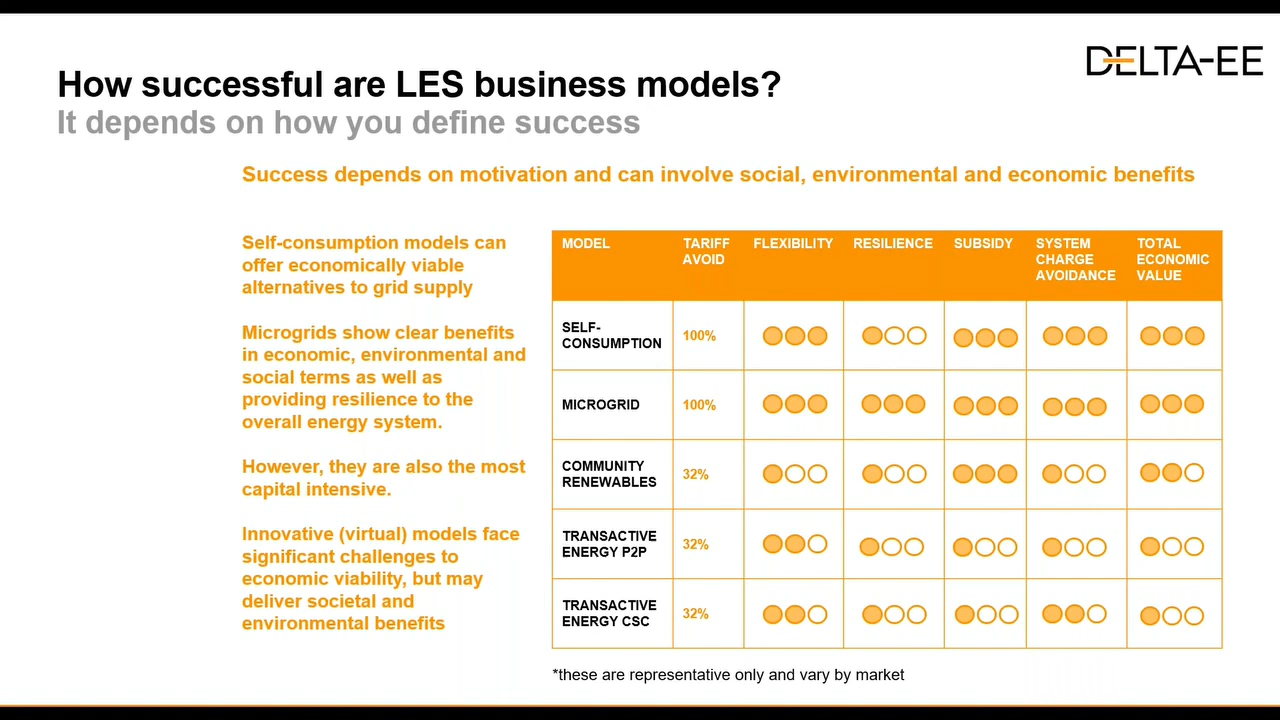 DELTA-EE
How successful are LES business models?
It depends on how you define success
Success depends on motivation and can involve social, environmental and economic benefits
Self-consumption models can
offer economically viable
alternatives to grid supply
Microgrids show clear benefits
in economic, environmental and
social terms as well as
providing resilience to the
overall energy system.
However, they are also the most
capital intensive.
Innovative (virtual) models face
significant challenges to
economic viability, but may
deliver societal and
environmental benefits
MODEL
TARIFF
AVOID
FLEXIBILITY
RESILIENCE
SUBSIDY
SYSTEM
CHARGE
AVOIDANCE
TOTAL
ECONOMIC
VALUE
SELF-
CONSUMPTION
100%
MICROGRID
100%
COMMUNITY
RENEWABLES
32%
TRANSACTIVE
ENERGY P2P
32%
TRANSACTIVE
ENERGY CSC
32%
*these are representative only and vary by market